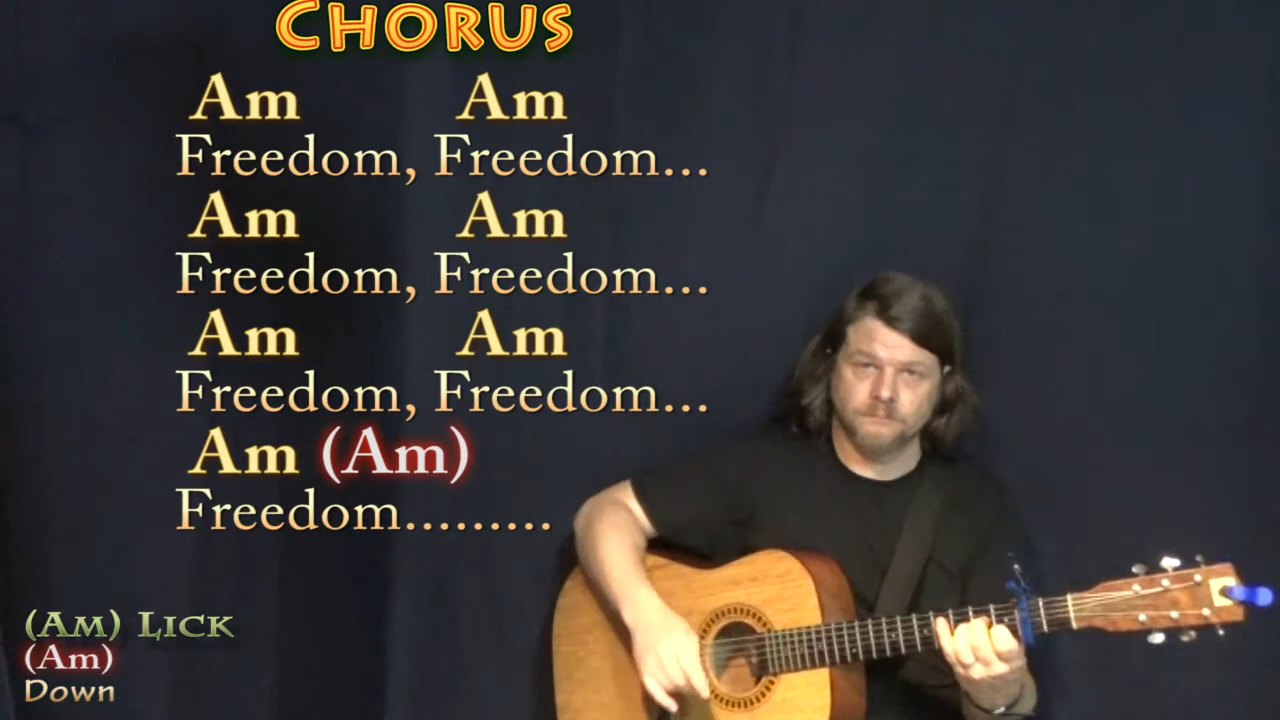 CHORUS
Am Am
Freedom, Freedom...
Am Am
Freedom, Freedom...
Am Am
Freedom, Freedom...
Am (Am)
Freedom.........
(AM) LICK
(Am)
Down